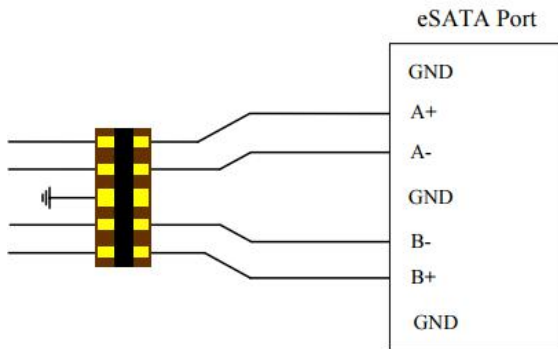 eSATA Port
GND
A+
A-
GND
B-
B+
GND